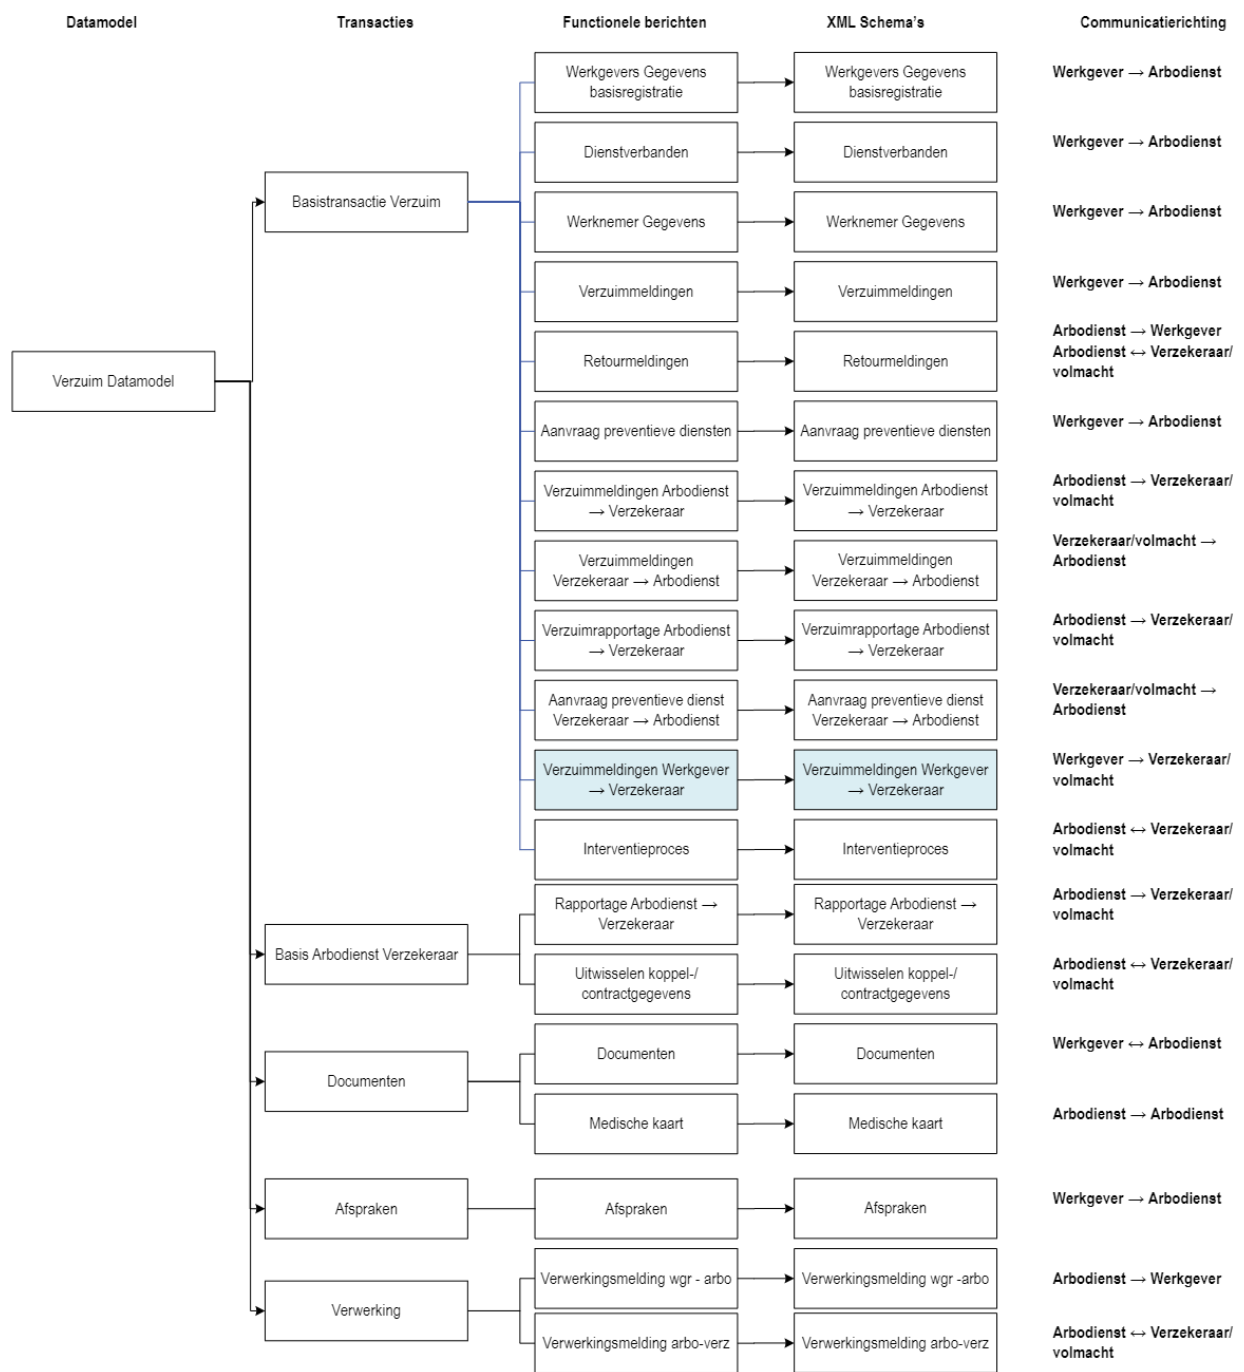 Datamodel
Transacties
Functionele berichten
XML Schema's
Communicatierichting
Werkgevers Gegevens
basisregistratie
Werkgevers Gegevens
basisregistratie
Werkgever → Arbodienst
Dienstverbanden
Dienstverbanden
Werkgever → Arbodienst
Basistransactie Verzuim
Werknemer Gegevens
Werknemer Gegevens
Werkgever → Arbodienst
Verzuimmeldingen
Verzuimmeldingen
Werkgever → Arbodienst
Verzuim Datamodel
Retourmeldingen
Retourmeldingen
Arbodienst → Werkgever
Arbodienst ↔ Verzekeraar/
volmacht
Aanvraag preventieve diensten
Aanvraag preventieve diensten
Werkgever → Arbodienst
Verzuimmeldingen Arbodienst
→ Verzekeraar
Verzuimmeldingen Arbodienst
→ Verzekeraar
Arbodienst → Verzekeraar/
volmacht
Verzuimmeldingen
Verzekeraar → Arbodienst
Verzuimmeldingen
Verzekeraar → Arbodienst
Verzekeraar/volmacht →
Arbodienst
Verzuimrapportage Arbodienst
→ Verzekeraar
Verzuimrapportage Arbodienst
→ Verzekeraar
Arbodienst → Verzekeraar/
volmacht
Aanvraag preventieve dienst
Verzekeraar → Arbodienst
Aanvraag preventieve dienst
Verzekeraar → Arbodienst
Verzekeraar/volmacht →
Arbodienst
Verzuimmeldingen Werkgever
→ Verzekeraar
Verzuimmeldingen Werkgever
→ Verzekeraar
Werkgever → Verzekeraar/
volmacht
Interventieproces
Interventieproces
Arbodienst ↔ Verzekeraar/
volmacht
Basis Arbodienst Verzekeraar
Rapportage Arbodienst →
Verzekeraar
Rapportage Arbodienst →
Verzekeraar
Arbodienst → Verzekeraar/
volmacht
Uitwisselen koppel-/
contractgegevens
Uitwisselen koppel-/
contractgegevens
Arbodienst ↔ Verzekeraar/
volmacht
Documenten
Documenten
Documenten
Werkgever ↔ Arbodienst
Medische kaart
Medische kaart
Arbodienst → Arbodienst
Afspraken
Afspraken
Afspraken
Werkgever → Arbodienst
Verwerking
Verwerkingsmelding wgr - arbo
Verwerkingsmelding wgr -arbo
Arbodienst → Werkgever
Verwerkingsmelding arbo-verz
Verwerkingsmelding arbo-verz
Arbodienst ↔ Verzekeraar/
volmacht